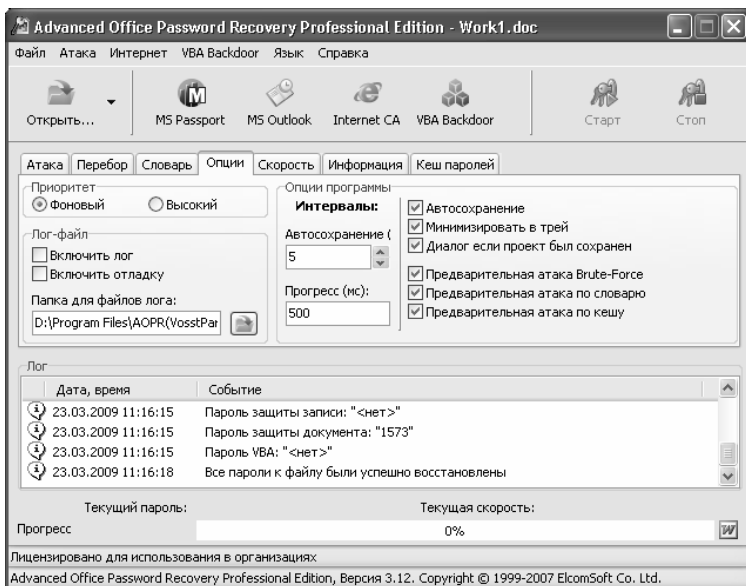 Advanced Office Password Recovery Professional Edition - Work1.doc
Файл Атака Интернет VBA Backdoor Язык Справка
Открыть... MS Passport MS Outlook Internet CA VBA Backdoor Старт Стоп
Атака Перебор Словарь Опции Скорость Информация Кеш паролей
Приоритет
Фоновый Высокий
Лог-файл
Включить лог
Включить отладку
Папка для файлов лога:
D:\Program Files\AOPR(VosstPar
Опции программы
Интервалы:
Автосохранение (
5
Прогресс (мс):
500
Автосохранение
Минимизировать в трей
Диалог если проект был сохранен
Предварительная атака Brute-Force
Предварительная атака по словарю
Предварительная атака по кешу
Лог
Дата, время Событие
23.03.2009 11:16:15 Пароль защиты записи: "<нет>"
23.03.2009 11:16:15 Пароль защиты документа: "1573"
23.03.2009 11:16:15 Пароль VBA: "<нет>"
23.03.2009 11:16:18 Все пароли к файлу были успешно восстановлены
Текущий пароль: Текущая скорость:
Прогресс 0%
Лицензировано для использования в организациях
Advanced Office Password Recovery Professional Edition, Версия 3.12. Copyright © 1999-2007 ElcomSoft Co. Ltd.